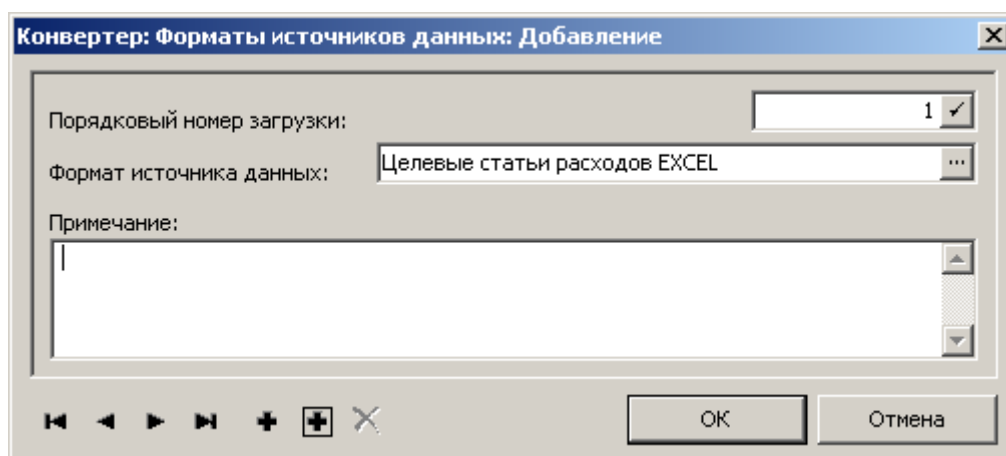 Конвертер: Форматы источников данных: Добавление
Порядковый номер загрузки: 1
Формат источника данных: Целевые статьи расходов EXCEL ...
Примечание:
ОК Отмена